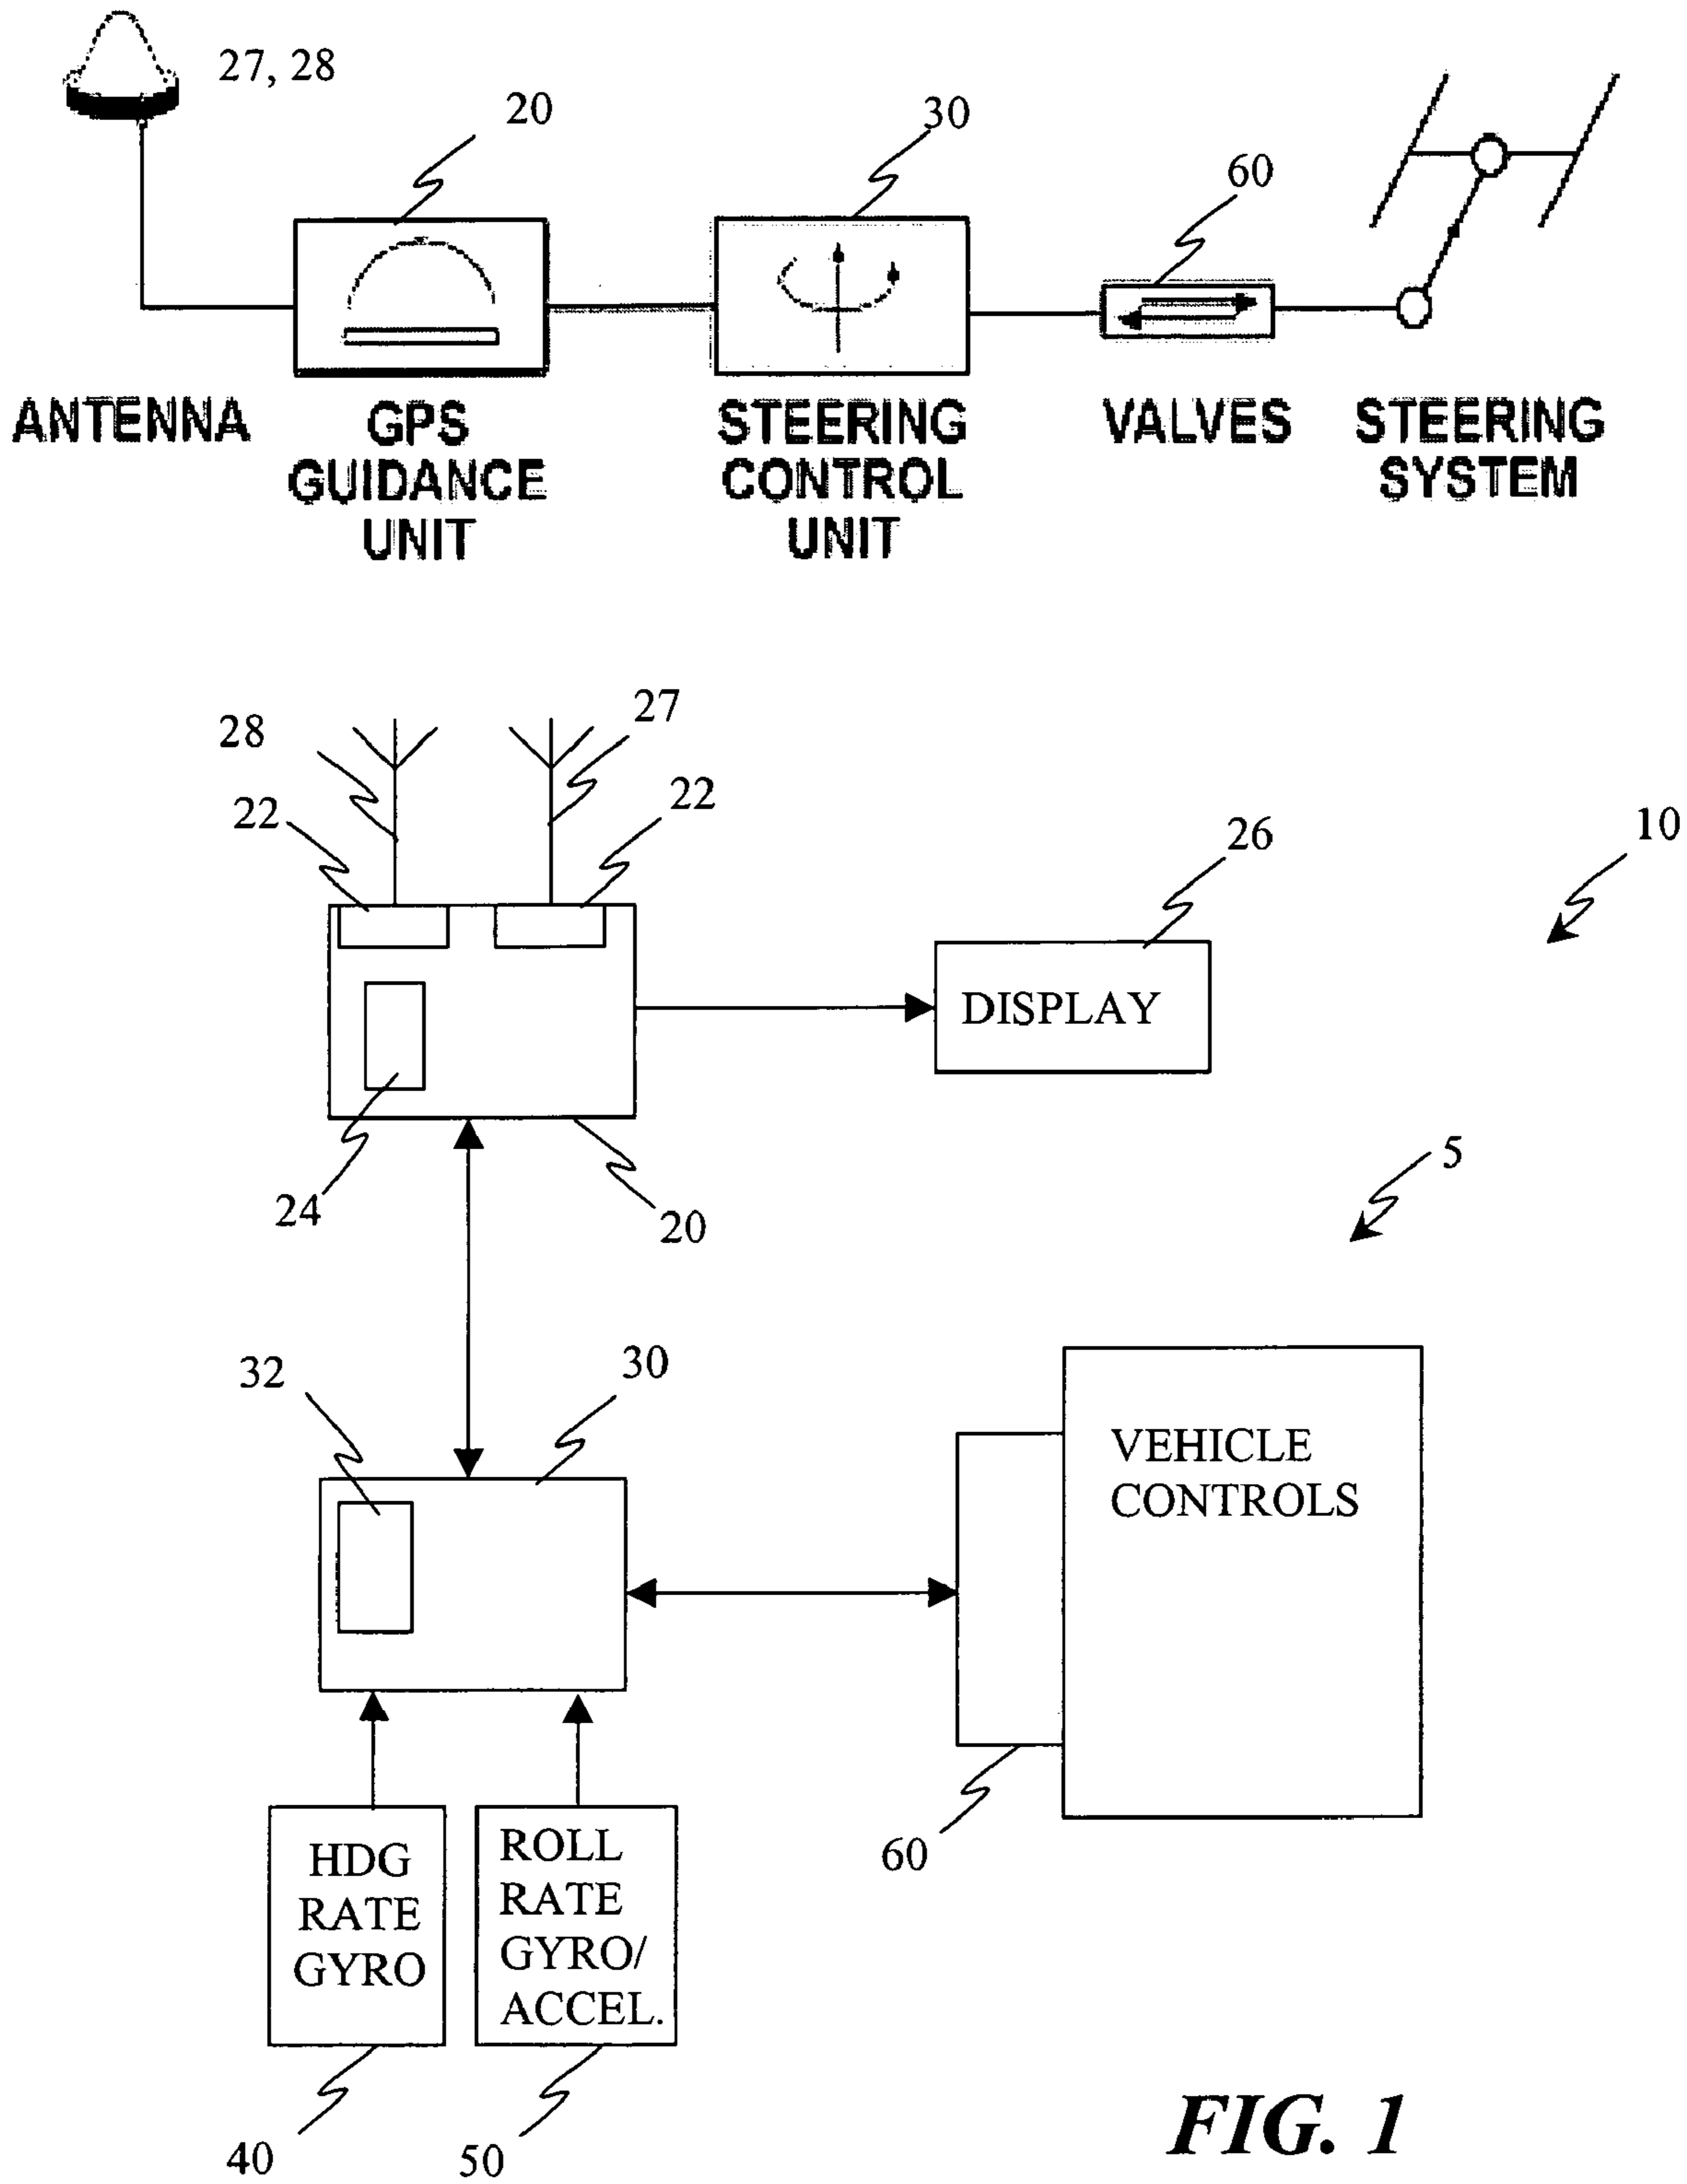 27, 28
20
30
60
ANTENNA
GPS
GUIDANCE
UNIT
STEERING
CONTROL
UNIT
VALVES
STEERING
SYSTEM
28
27
22
22
26
10
DISPLAY
24
20
5
32
30
VEHICLE
CONTROLS
60
HDG
RATE
GYRO
ROLL
RATE
GYRO/
ACCEL.
40
50
FIG. 1